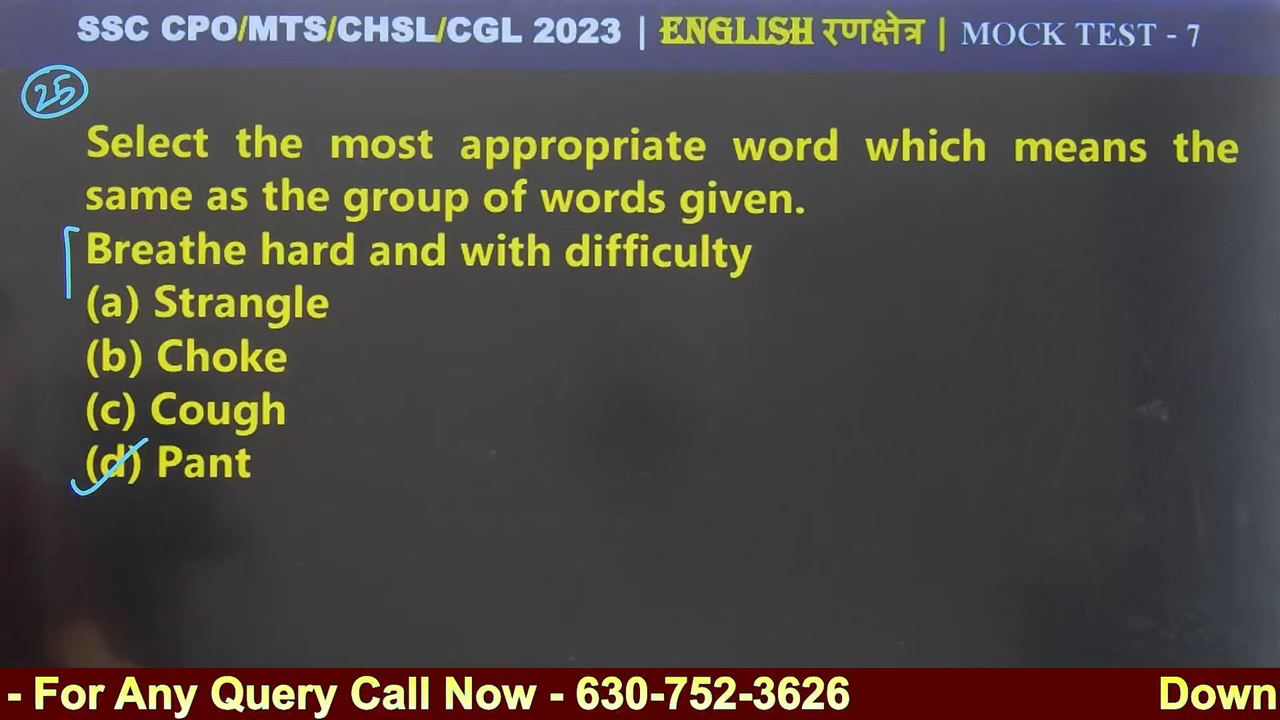 SSC CPO/MTS/CHSL/CGL 2023 | ENGLISH रणक्षेत्र | MOCK TEST - 7
25
Select the most appropriate word which means the
same as the group of words given.
Breathe hard and with difficulty
(a) Strangle
(b) Choke
(c) Cough
(d) Pant
- For Any Query Call Now - 630-752-3626 Down